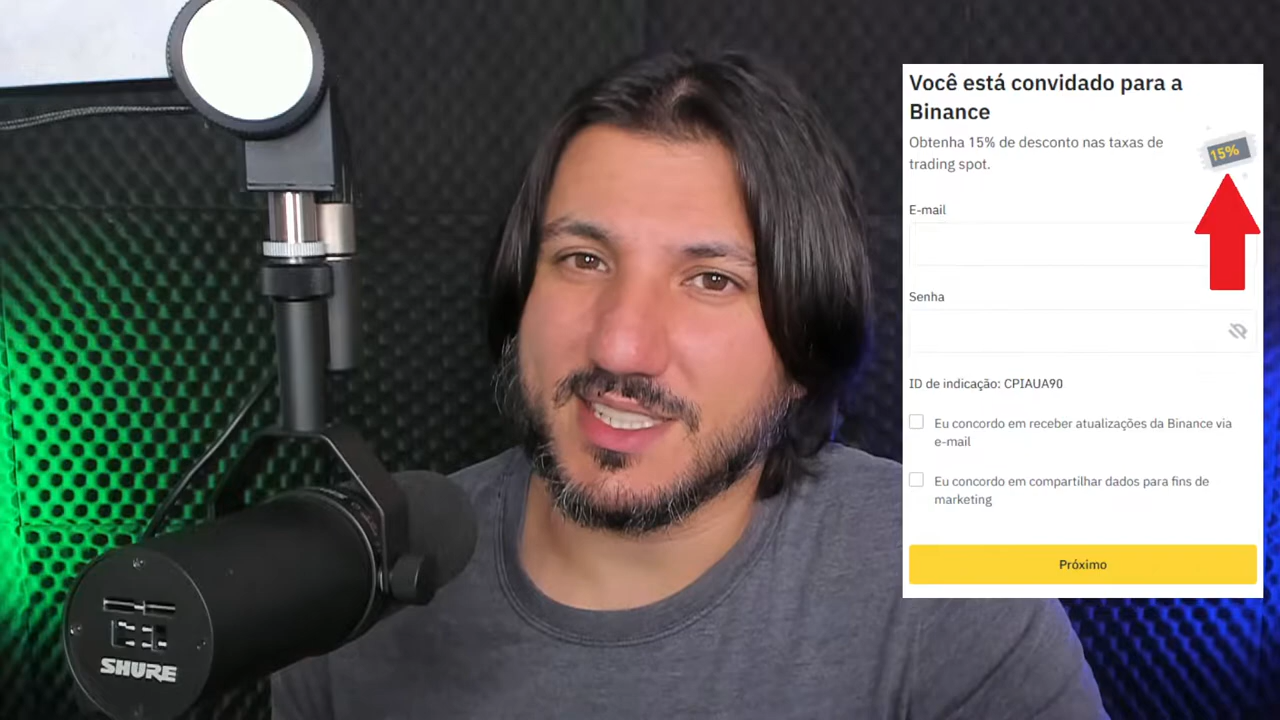 Você está convidado para a
Binance
Obtenha 15% de desconto nas taxas de
trading spot.
15%
E-mail
Senha
ID de indicação: CPIAUA90
Eu concordo em receber atualizações da Binance via
e-mail
Eu concordo em compartilhar dados para fins de
marketing
Próximo
SHURE